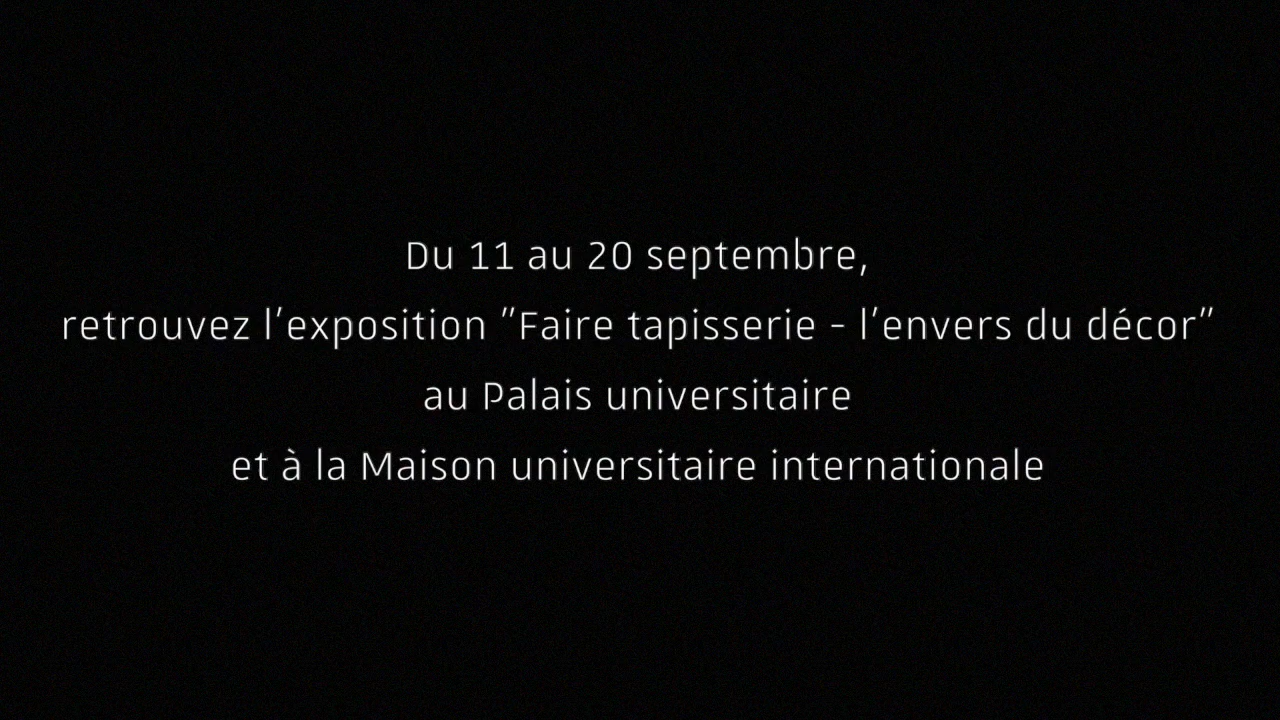 Du 11 au 20 septembre,
retrouvez l'exposition "Faire tapisserie - l'envers du décor"
au Palais universitaire
et à la Maison universitaire internationale